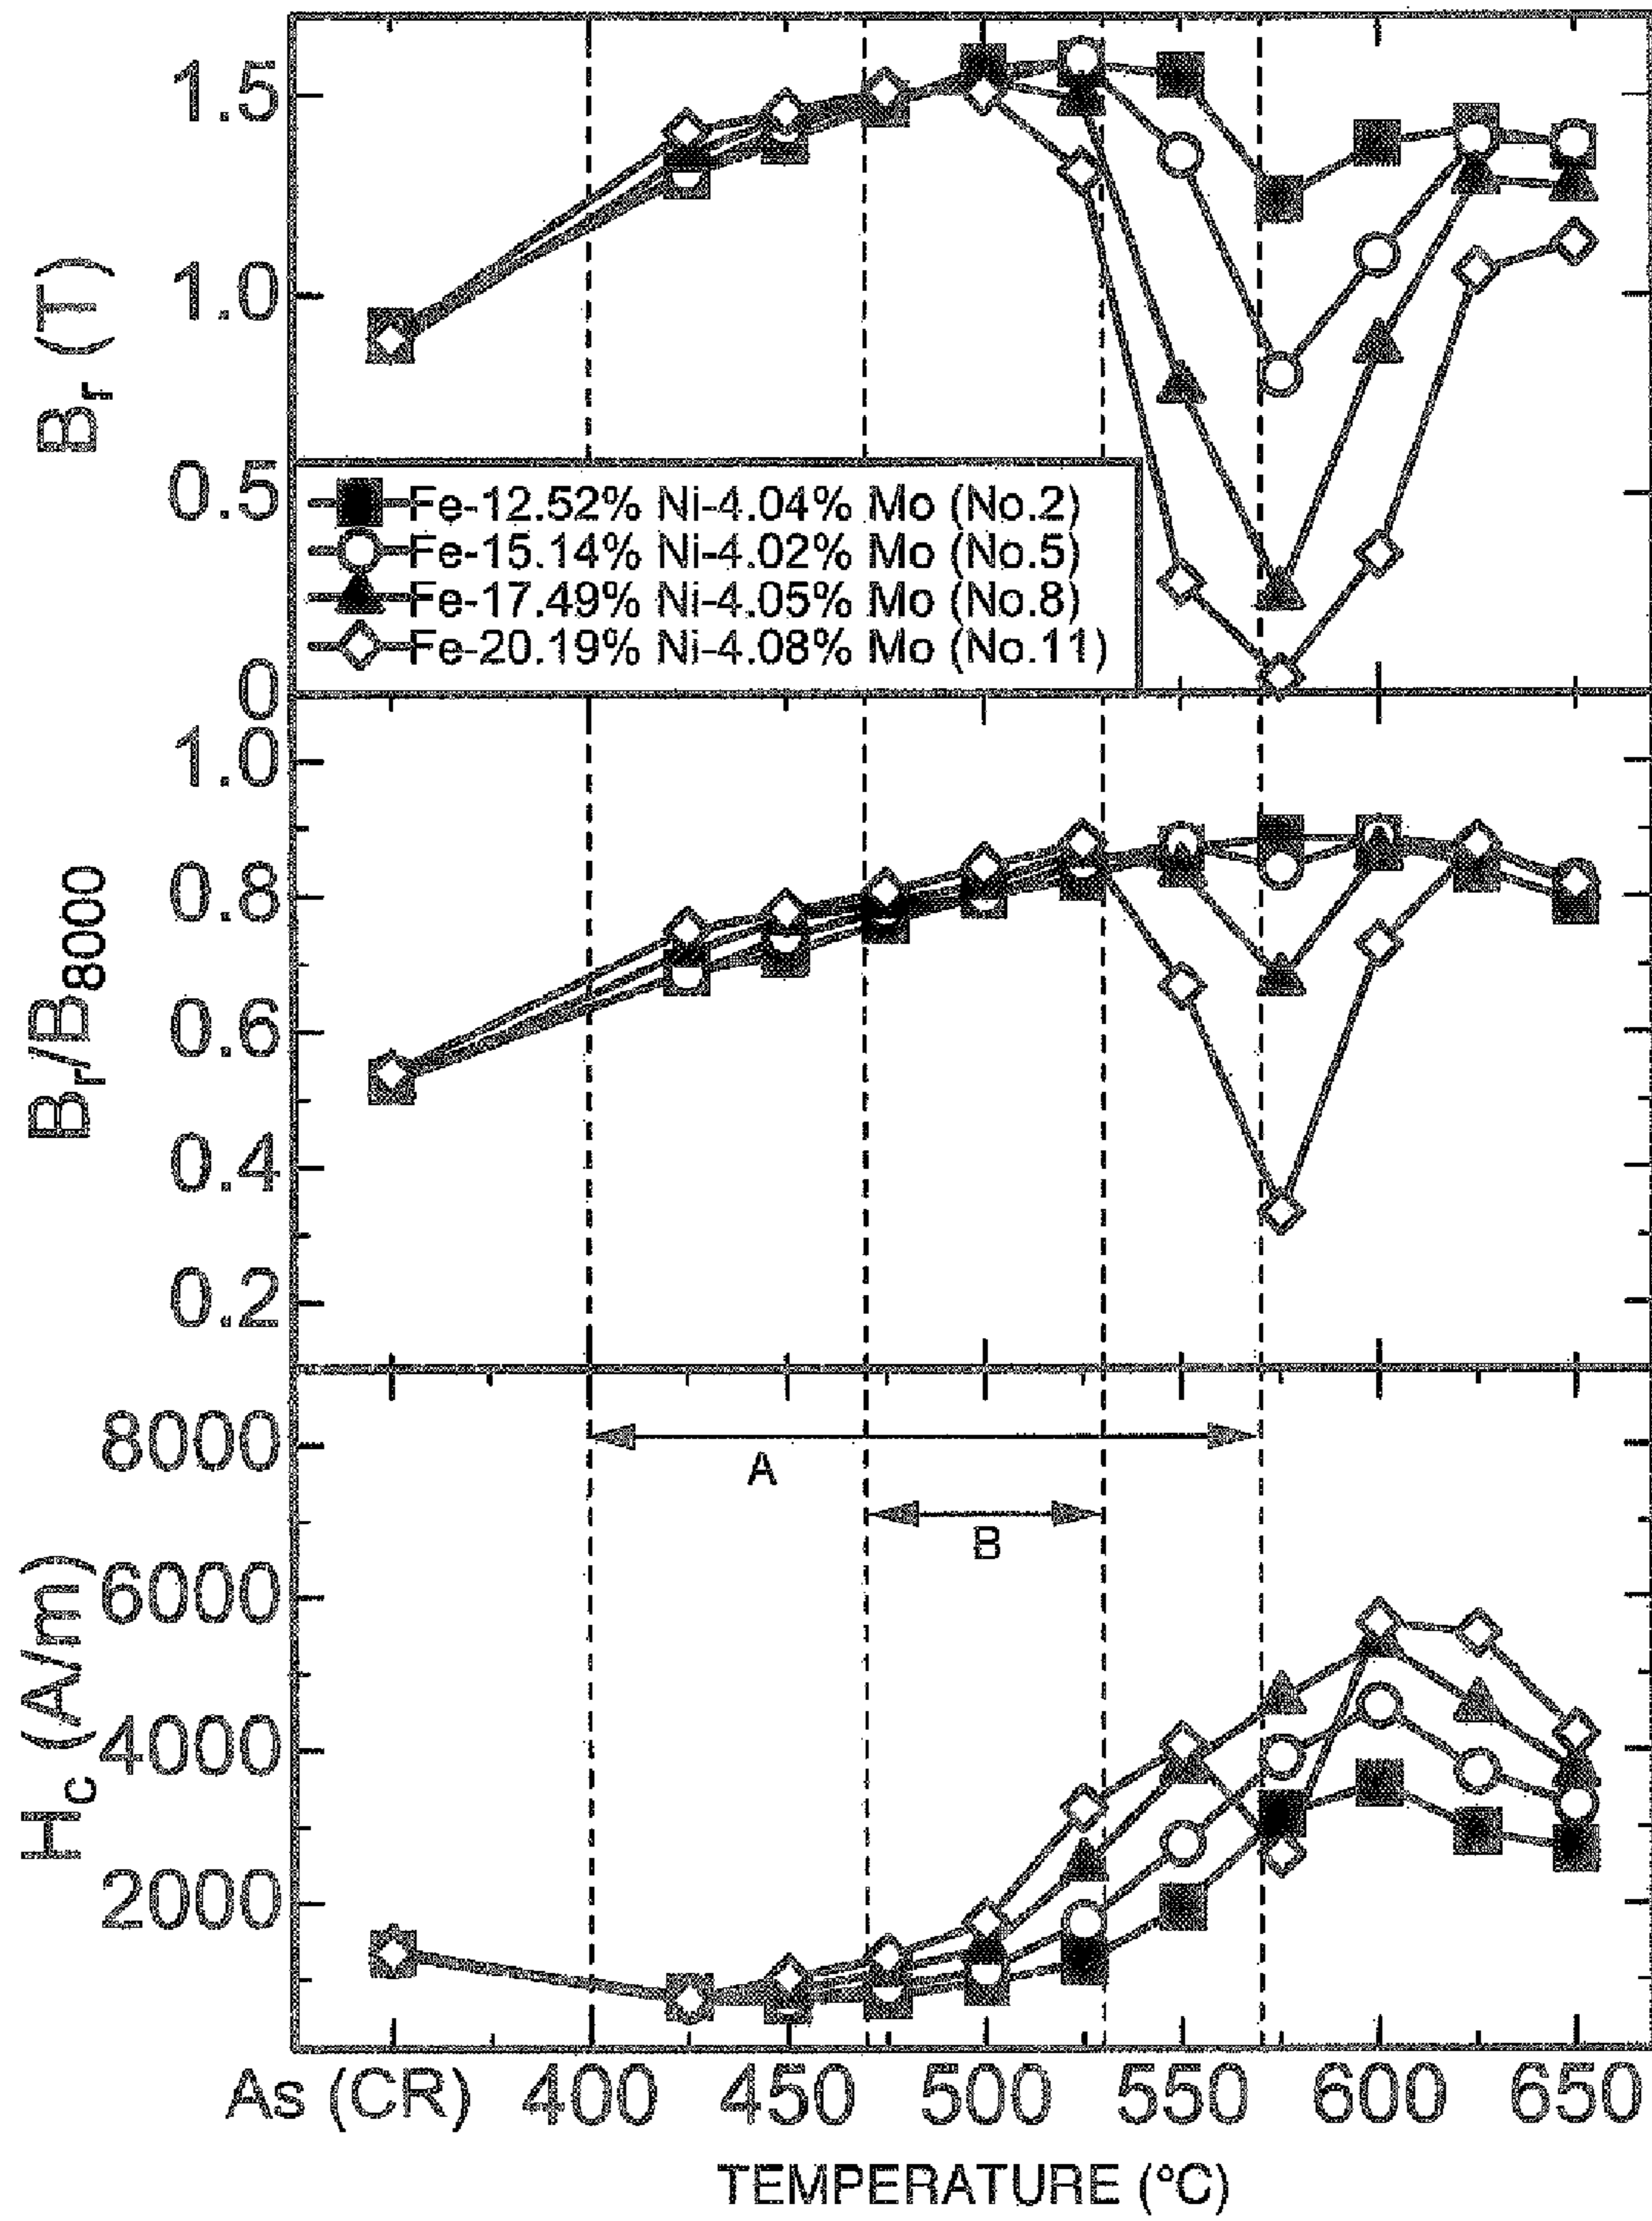 Br (T)
1.5
1.0
0.5
0
Fe-12.52% Ni-4.04% Mo (No.2)
Fe-15.14% Ni-4.02% Mo (No.5)
Fe-17.49% Ni-4.05% Mo (No.8)
Fe-20.19% Ni-4.08% Mo (No.11)
Br/B8000
1.0
0.8
0.6
0.4
0.2
Hc (A/m)
8000
6000
4000
2000
A
B
As (CR) 400 450 500 550 600 650
TEMPERATURE (°C)